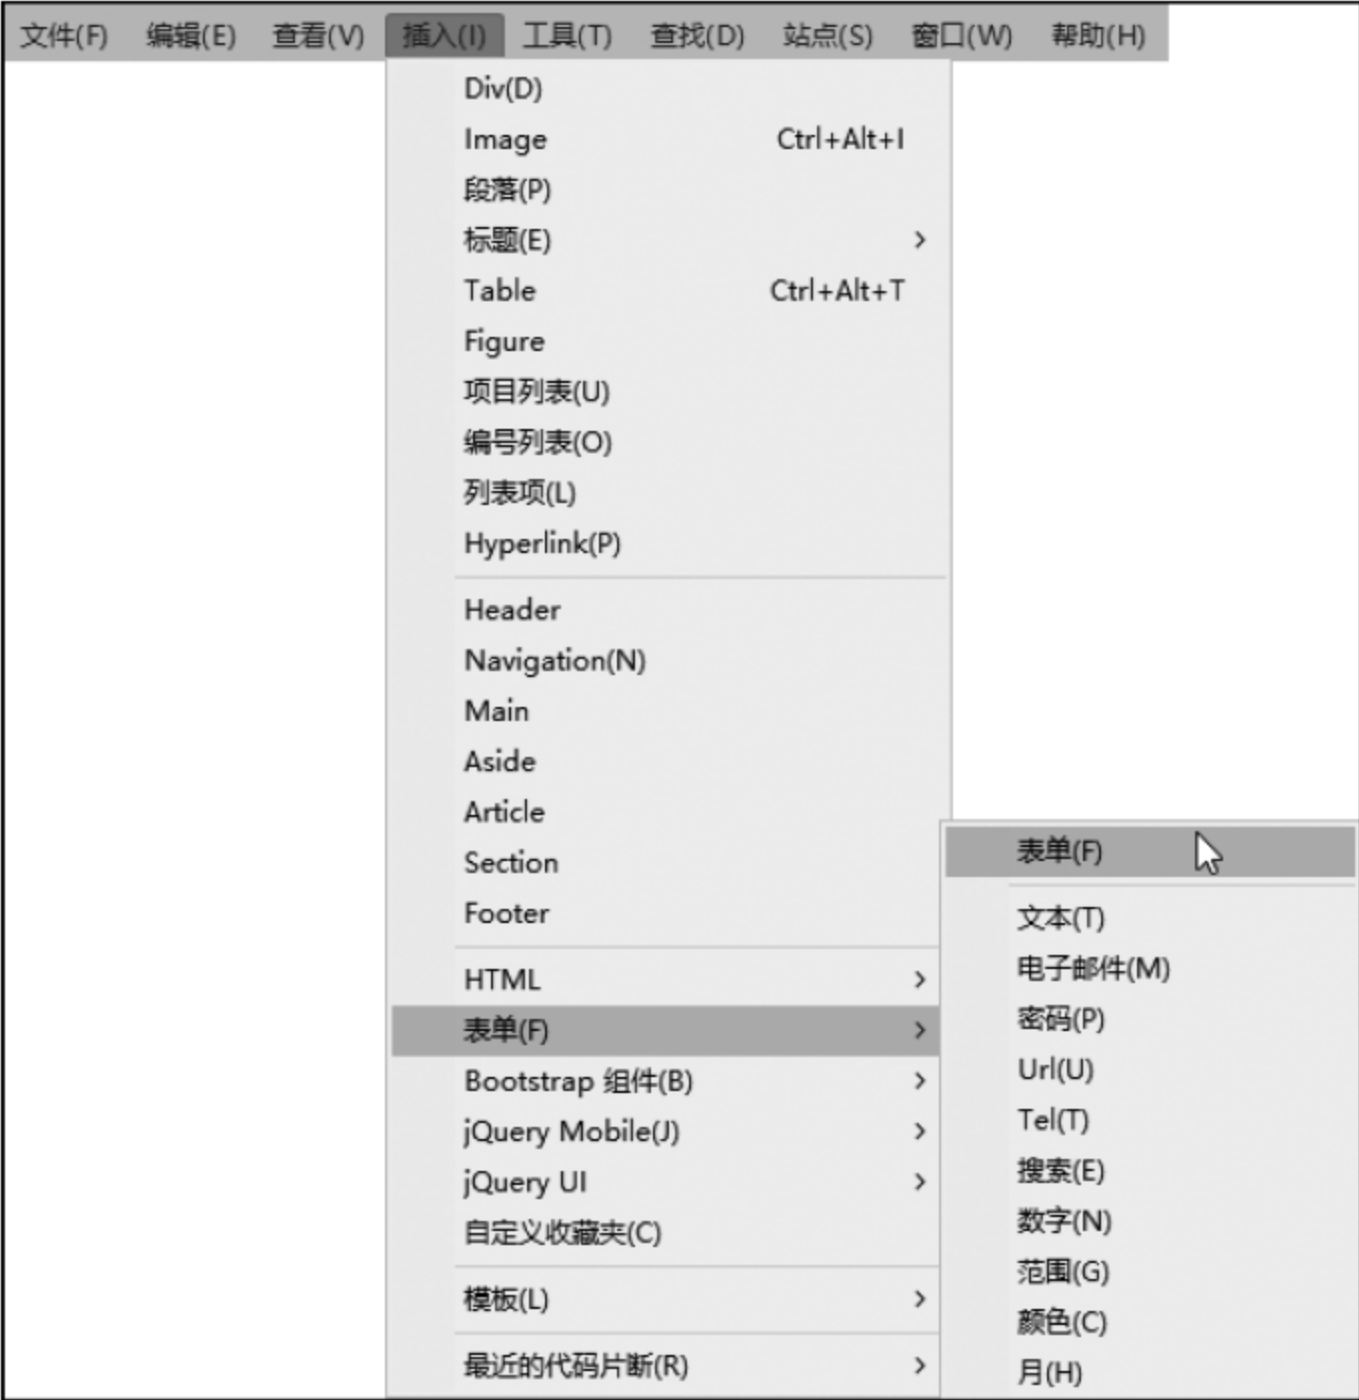 文件(F) 编辑(E) 查看(V) 插入(I) 工具(T) 查找(D) 站点(S) 窗口(W) 帮助(H)
Div(D)
Image Ctrl+Alt+I
段落(P)
标题(E)
Table Ctrl+Alt+T
Figure
项目列表(U)
编号列表(O)
列表项(L)
Hyperlink(P)
Header
Navigation(N)
Main
Aside
Article
Section
Footer
HTML
表单(F)
Bootstrap 组件(B)
jQuery Mobile(J)
jQuery UI
自定义收藏夹(C)
模板(L)
最近的代码片断(R)
表单(F)
文本(T)
电子邮件(M)
密码(P)
Url(U)
Tel(T)
搜索(E)
数字(N)
范围(G)
颜色(C)
月(H)